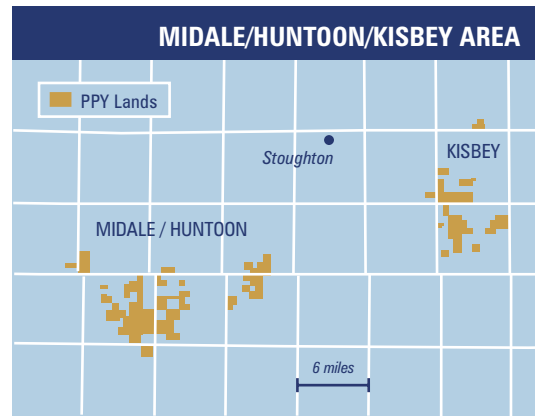 MIDALE/HUNTOON/KISBEY AREA
PPY Lands
Stoughton
KISBEY
MIDALE / HUNTOON
6 miles